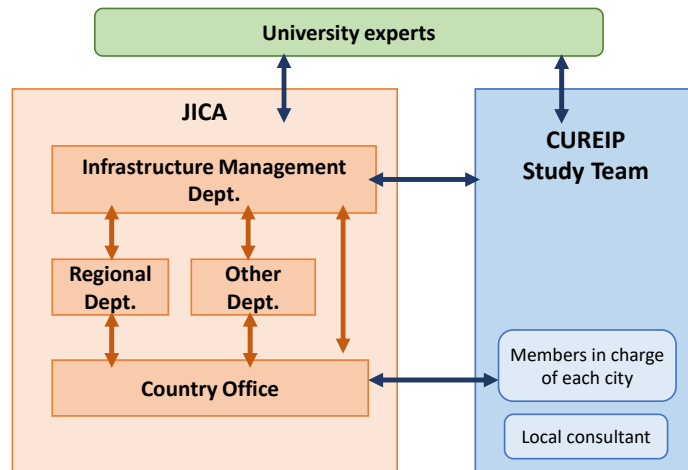 University experts
JICA
Infrastructure Management
Dept.
Regional
Dept.
Other
Dept.
Country Office
CUREIP
Study Team
Members in charge
of each city
Local consultant